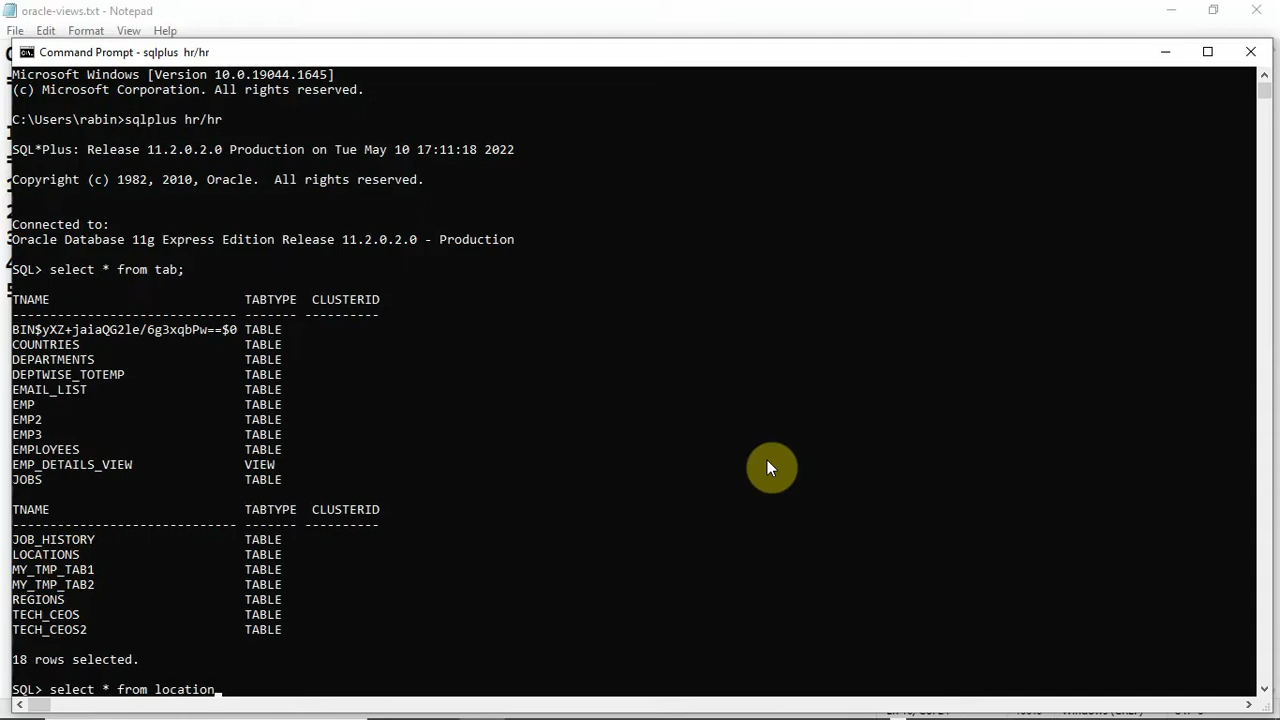 oracle-views.txt - Notepad
File Edit Format View Help
Command Prompt - sqlplus hr/hr
Microsoft Windows [Version 10.0.19044.1645]
(c) Microsoft Corporation. All rights reserved.
C:\Users\rabin>sqlplus hr/hr
SQL*Plus: Release 11.2.0.2.0 Production on Tue May 10 17:11:18 2022
Copyright (c) 1982, 2010, Oracle.  All rights reserved.
Connected to:
Oracle Database 11g Express Edition Release 11.2.0.2.0 - Production
SQL> select * from tab;
TNAME TABTYPE CLUSTERID
------------------------------ ------- ----------
BIN$yXZ+jaiaQG2le/6g3xqbPw==$0 TABLE
COUNTRIES TABLE
DEPARTMENTS TABLE
DEPTWISE_TOTEMP TABLE
EMAIL_LIST TABLE
EMP TABLE
EMP2 TABLE
EMP3 TABLE
EMPLOYEES TABLE
EMP_DETAILS_VIEW VIEW
JOBS TABLE
TNAME TABTYPE CLUSTERID
------------------------------ ------- ----------
JOB_HISTORY TABLE
LOCATIONS TABLE
MY_TMP_TAB1 TABLE
MY_TMP_TAB2 TABLE
REGIONS TABLE
TECH_CEOS TABLE
TECH_CEOS2 TABLE
18 rows selected.
SQL> select * from location_